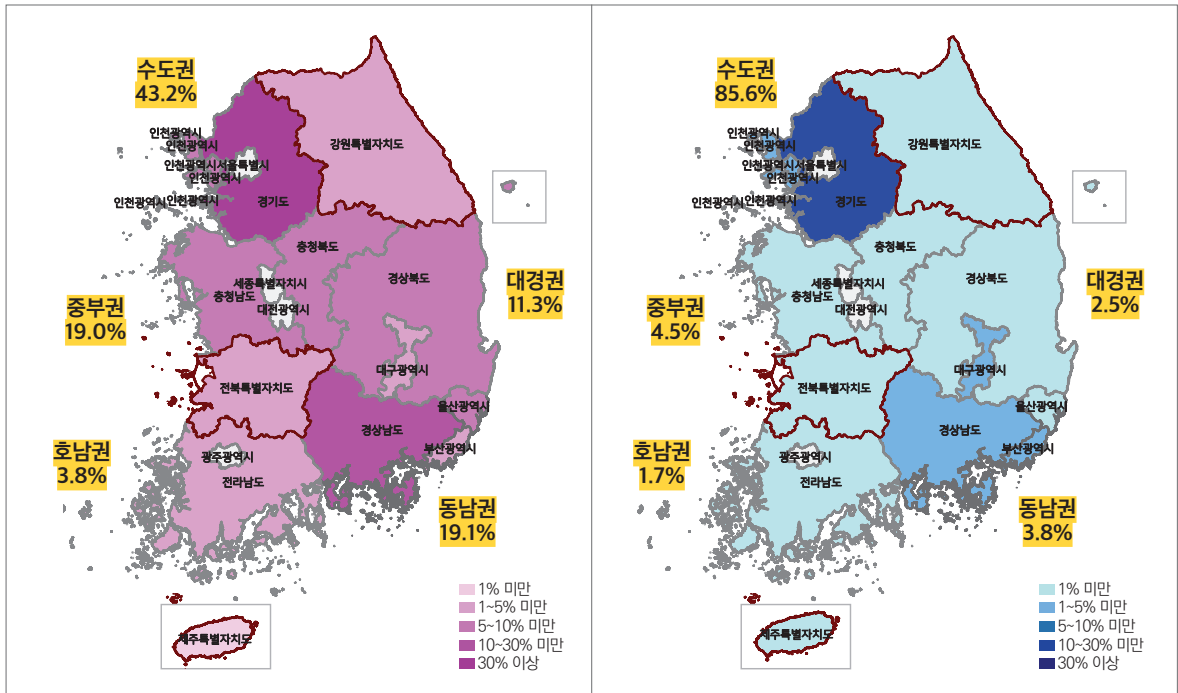 수도권
43.2%
인천광역시
인천광역시
인천광역시서울특별시
인천광역시
인천광역시 인천광역시
경기도
강원특별자치도
충청북도
세종특별자치시
충청남도
대전광역시
경상북도
대경권
11.3%
중부권
19.0%
대구광역시
전북특별자치도
울산광역시
경상남도
부산광역시
호남권
3.8%
광주광역시
전라남도
동남권
19.1%
제주특별자치도
1% 미만
1~5% 미만
5~10% 미만
10~30% 미만
30% 이상
수도권
85.6%
인천광역시
인천광역시
인천광역시서울특별시
인천광역시
인천광역시 인천광역시
경기도
강원특별자치도
충청북도
세종특별자치시
충청남도
대전광역시
경상북도
대경권
2.5%
중부권
4.5%
대구광역시
전북특별자치도
울산광역시
경상남도
부산광역시
호남권
1.7%
광주광역시
전라남도
동남권
3.8%
제주특별자치도
1% 미만
1~5% 미만
5~10% 미만
10~30% 미만
30% 이상